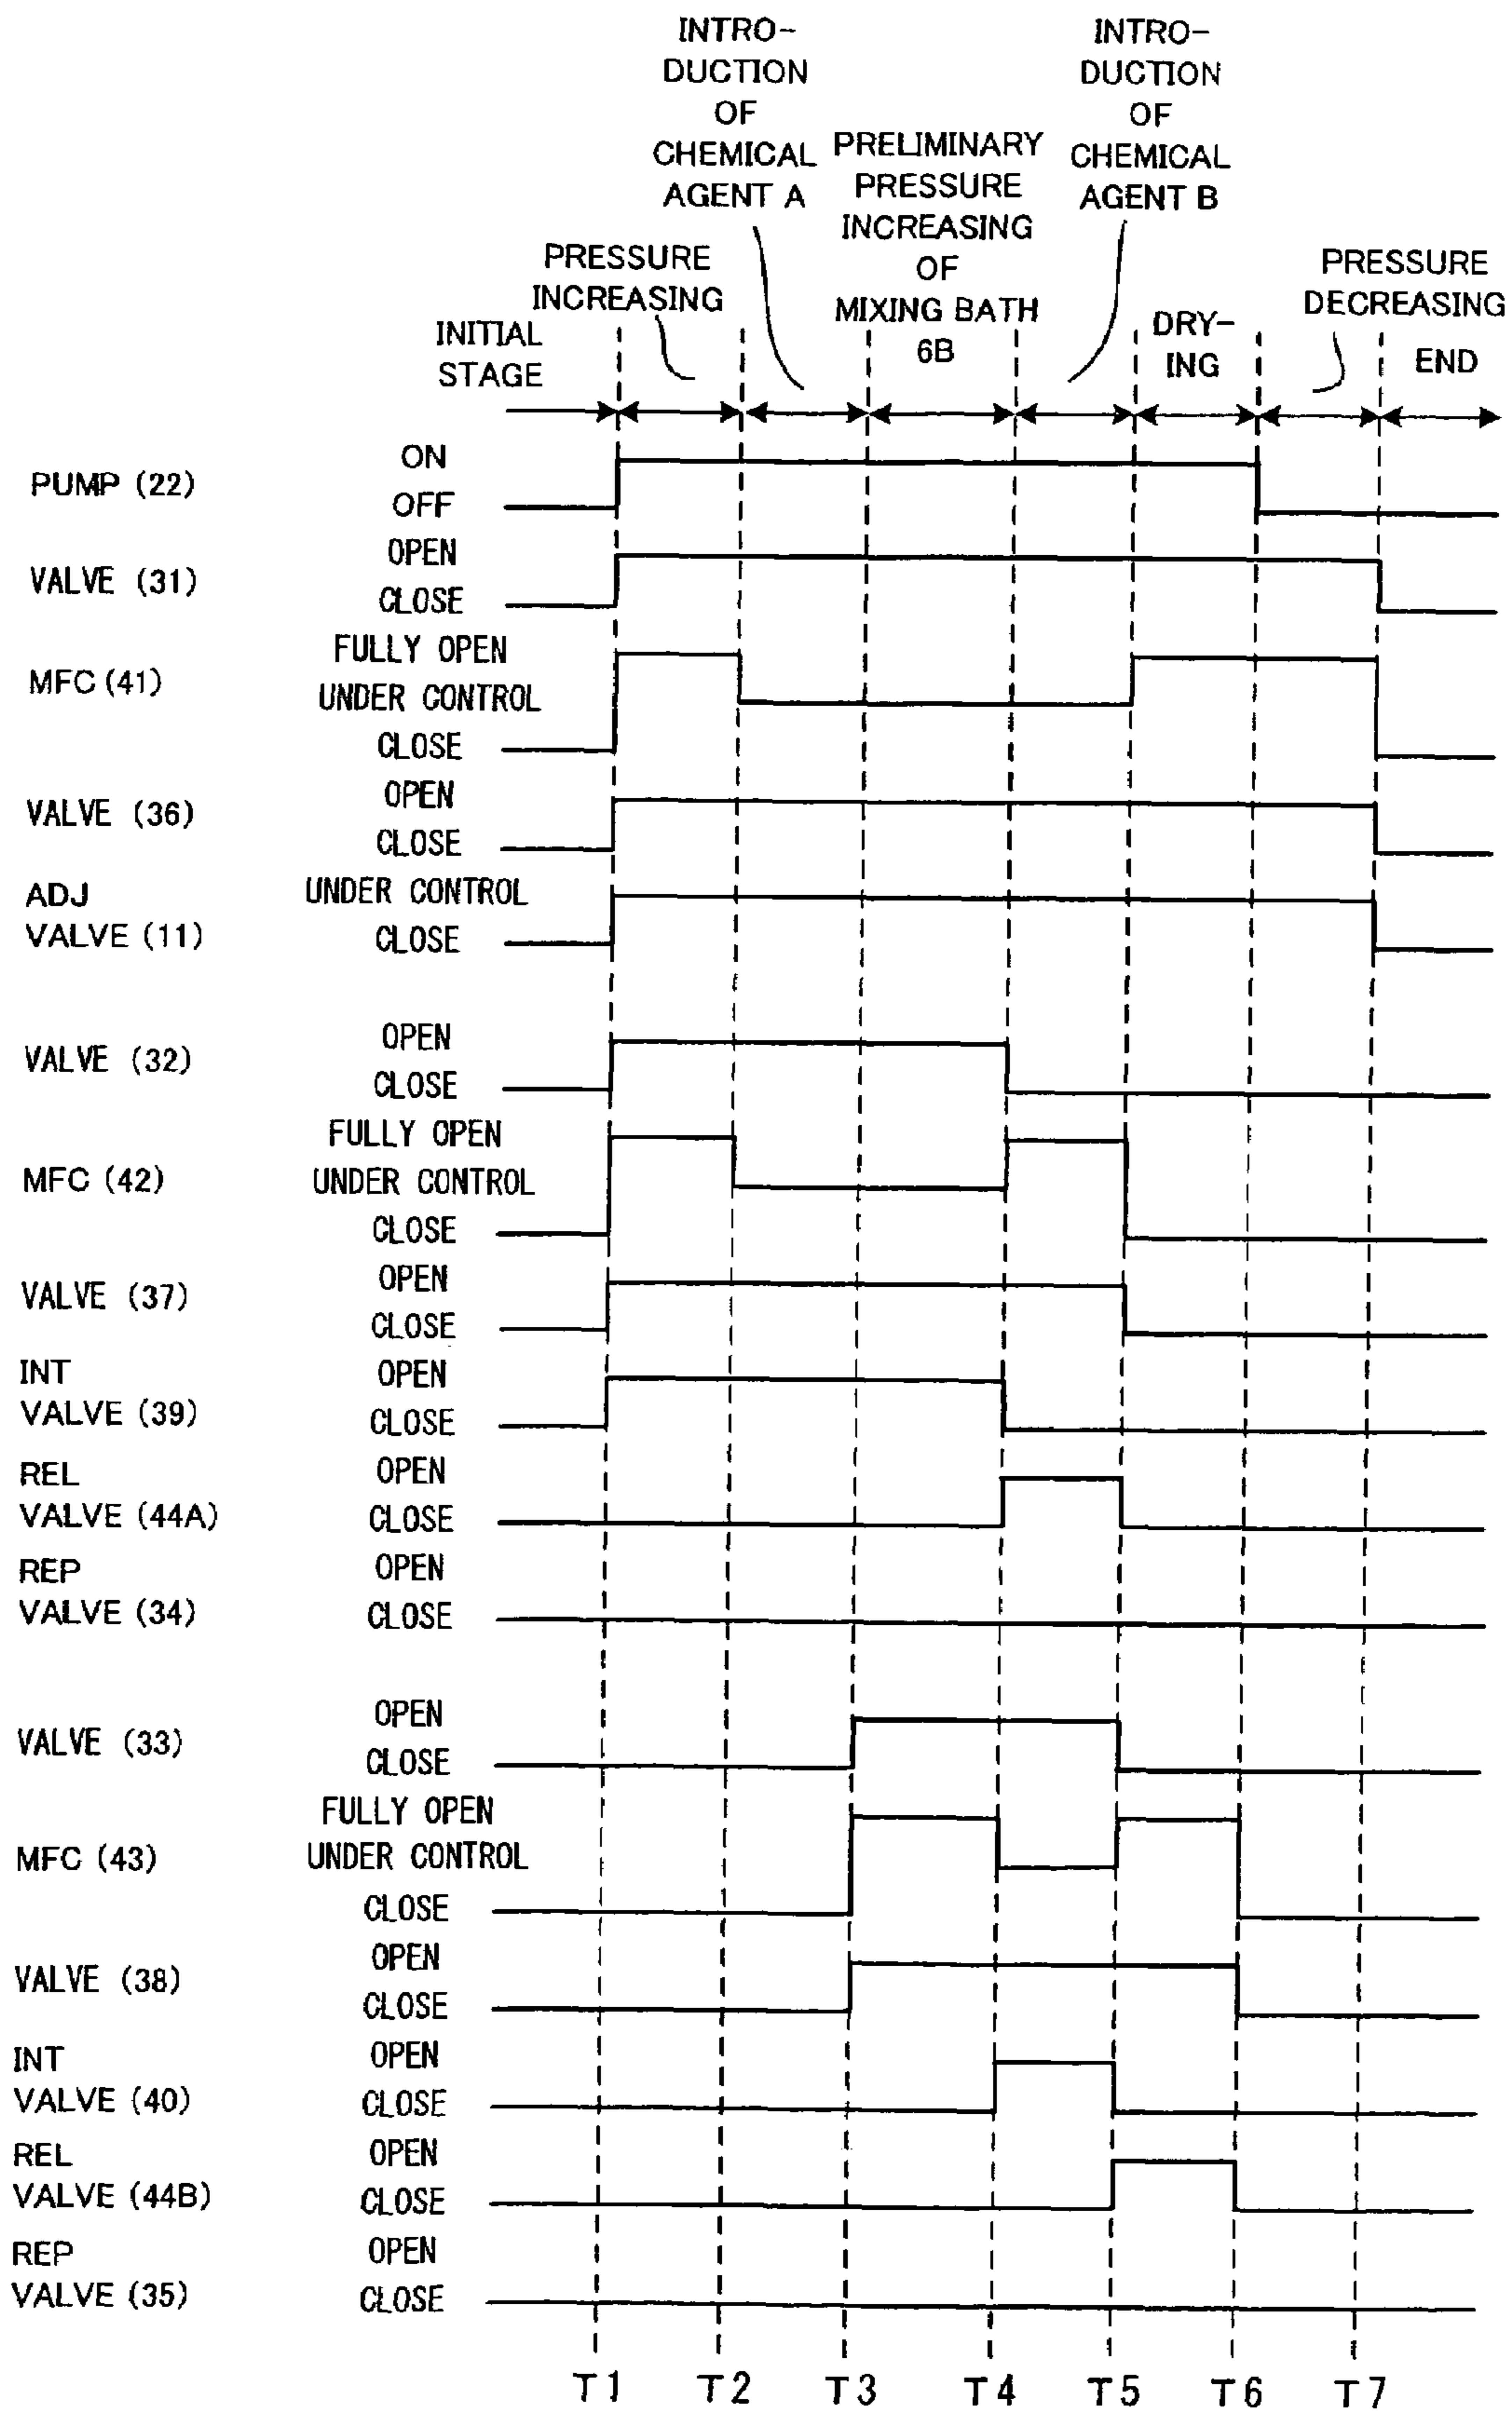 INTRO-
DUCTION
OF
CHEMICAL
AGENT A
INTRO-
DUCTION
OF
CHEMICAL
AGENT B
PRELIMINARY
PRESSURE
INCREASING
OF
MIXING BATH
6B
PRESSURE
INCREASING
PRESSURE
DECREASING
INITIAL
STAGE
DRY-
ING
END
PUMP (22)
ON
OFF
VALVE (31)
OPEN
CLOSE
MFC (41)
FULLY OPEN
UNDER CONTROL
CLOSE
VALVE (36)
OPEN
CLOSE
ADJ
VALVE (11)
UNDER CONTROL
CLOSE
VALVE (32)
OPEN
CLOSE
MFC (42)
FULLY OPEN
UNDER CONTROL
CLOSE
VALVE (37)
OPEN
CLOSE
INT
VALVE (39)
OPEN
CLOSE
REL
VALVE (44A)
OPEN
CLOSE
REP
VALVE (34)
OPEN
CLOSE
VALVE (33)
OPEN
CLOSE
MFC (43)
FULLY OPEN
UNDER CONTROL
CLOSE
VALVE (38)
OPEN
CLOSE
INT
VALVE (40)
OPEN
CLOSE
REL
VALVE (44B)
OPEN
CLOSE
REP
VALVE (35)
OPEN
CLOSE
T1 T2 T3 T4 T5 T6 T7